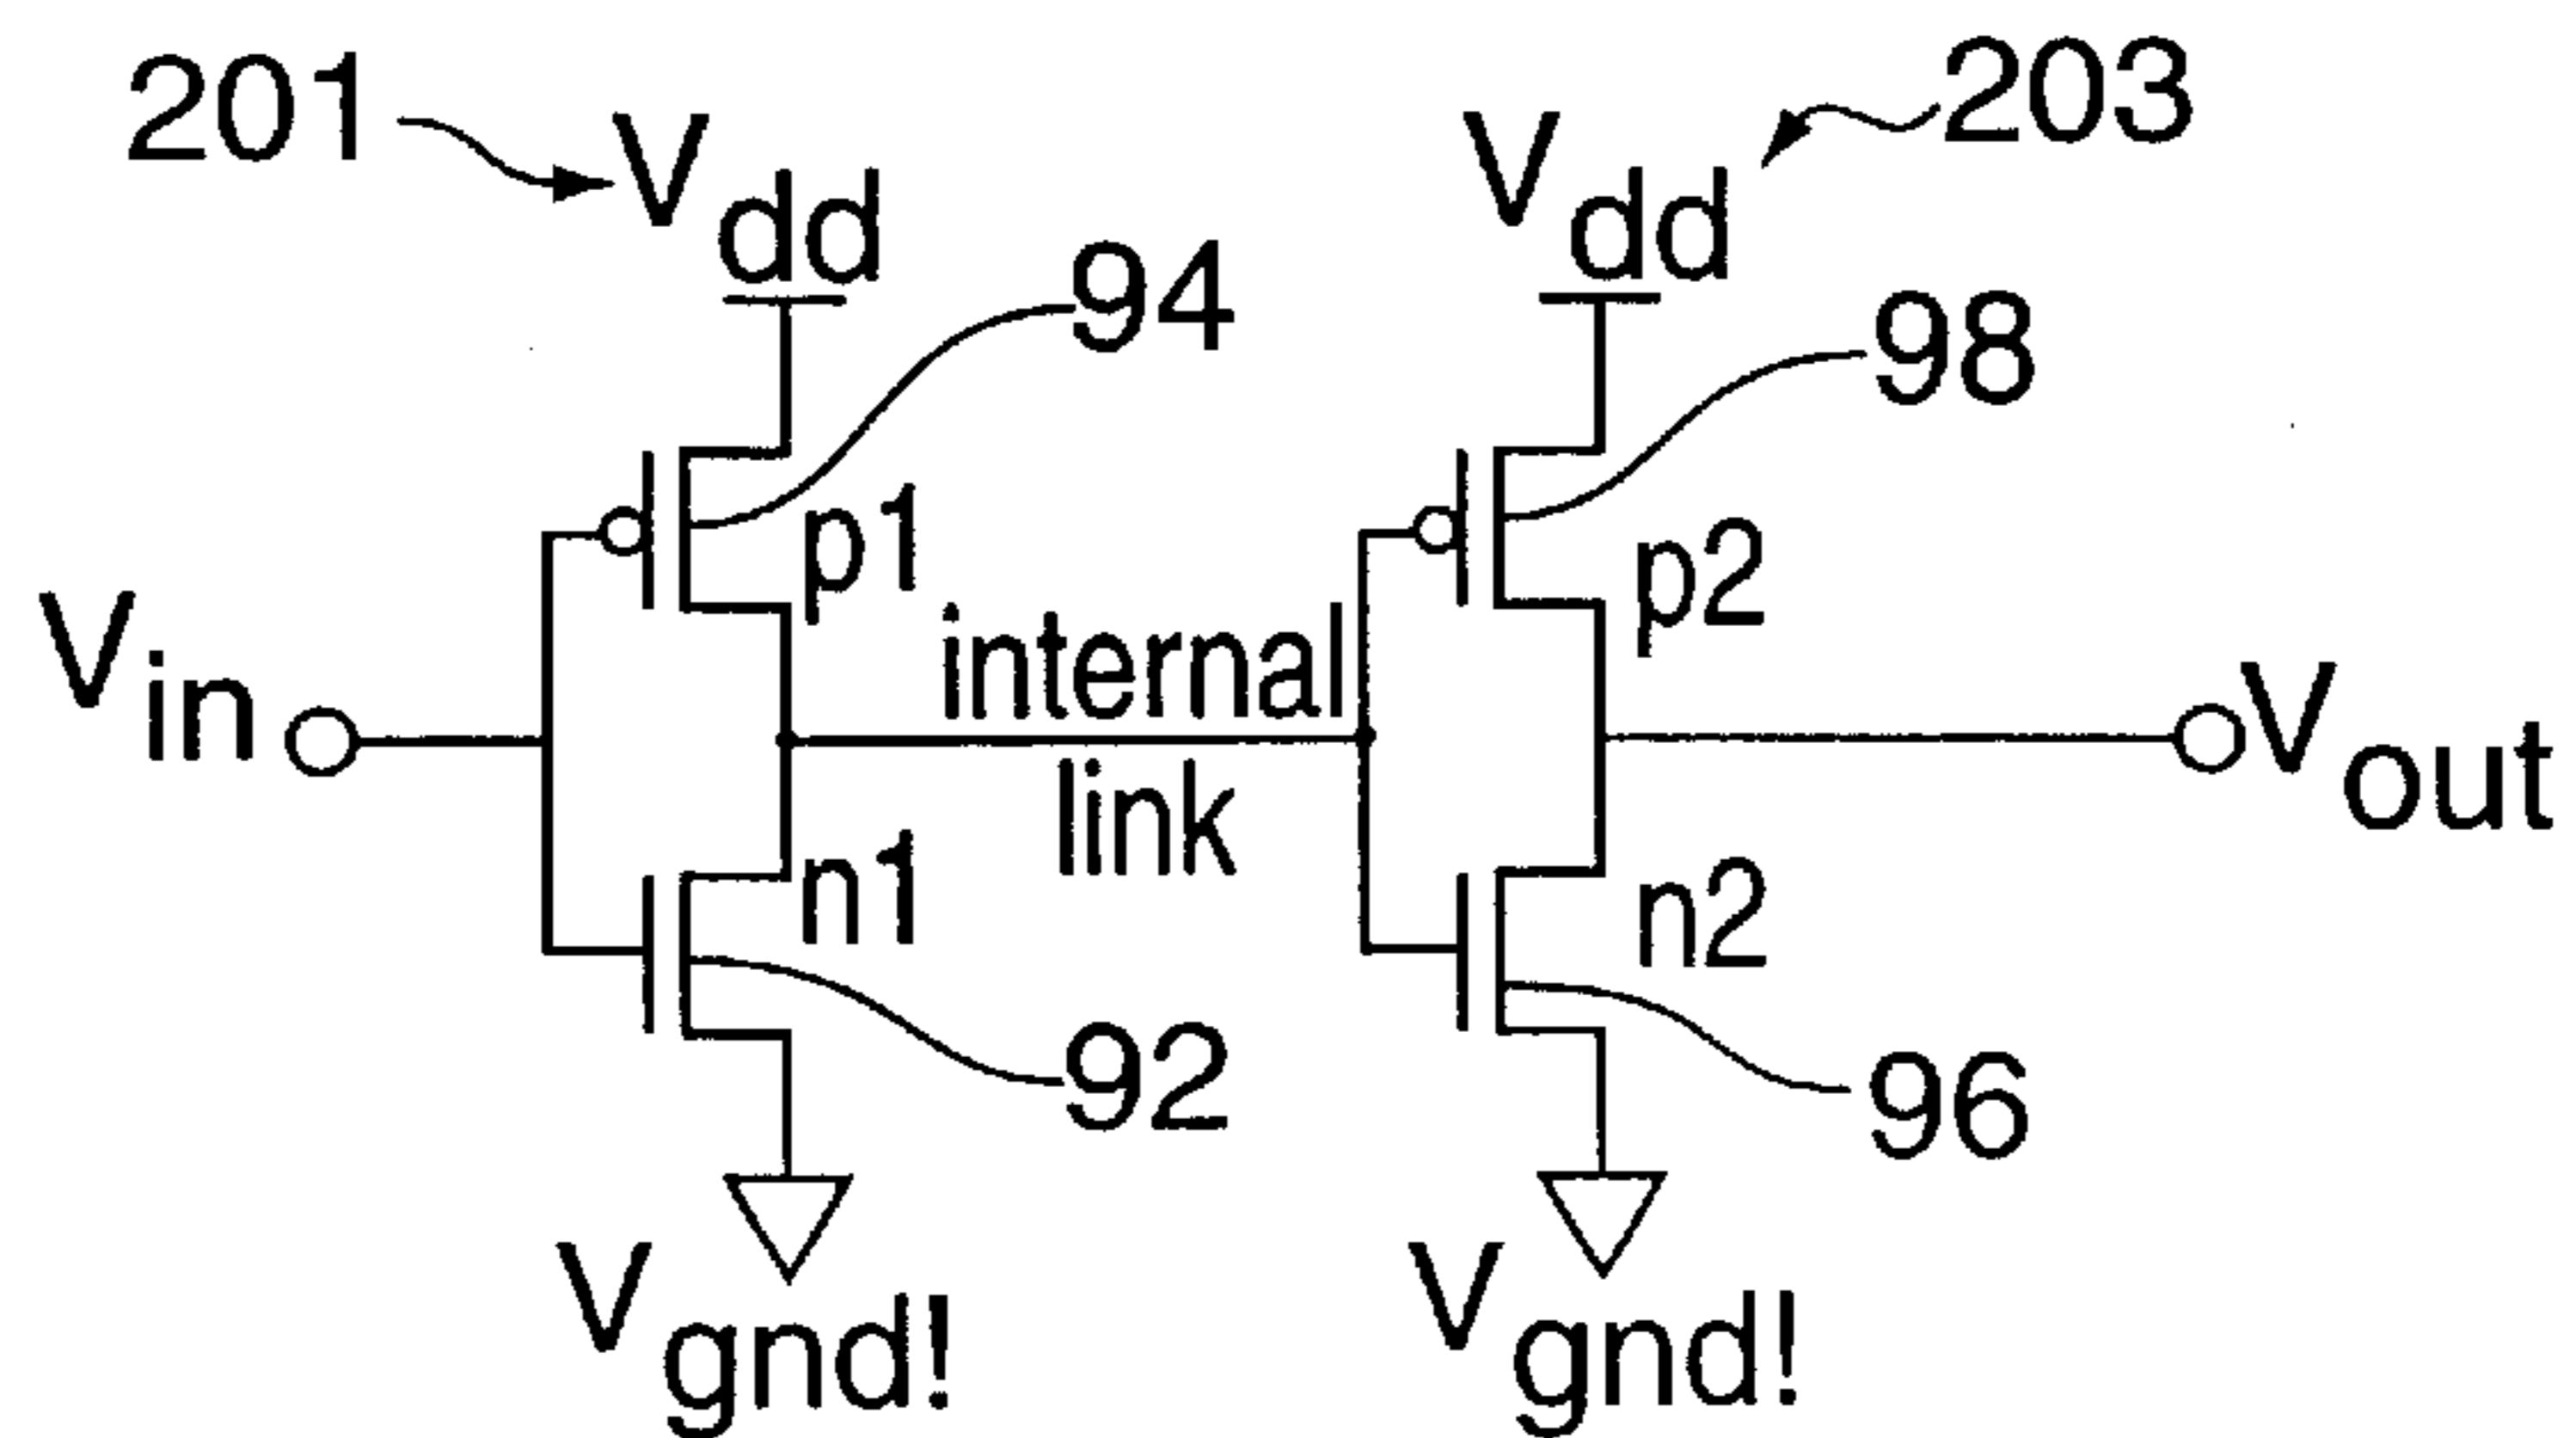 201
203
Vdd
Vdd
94
98
p1
p2
Vin
internal
link
Vout
n1
n2
92
96
Vgnd!
Vgnd!